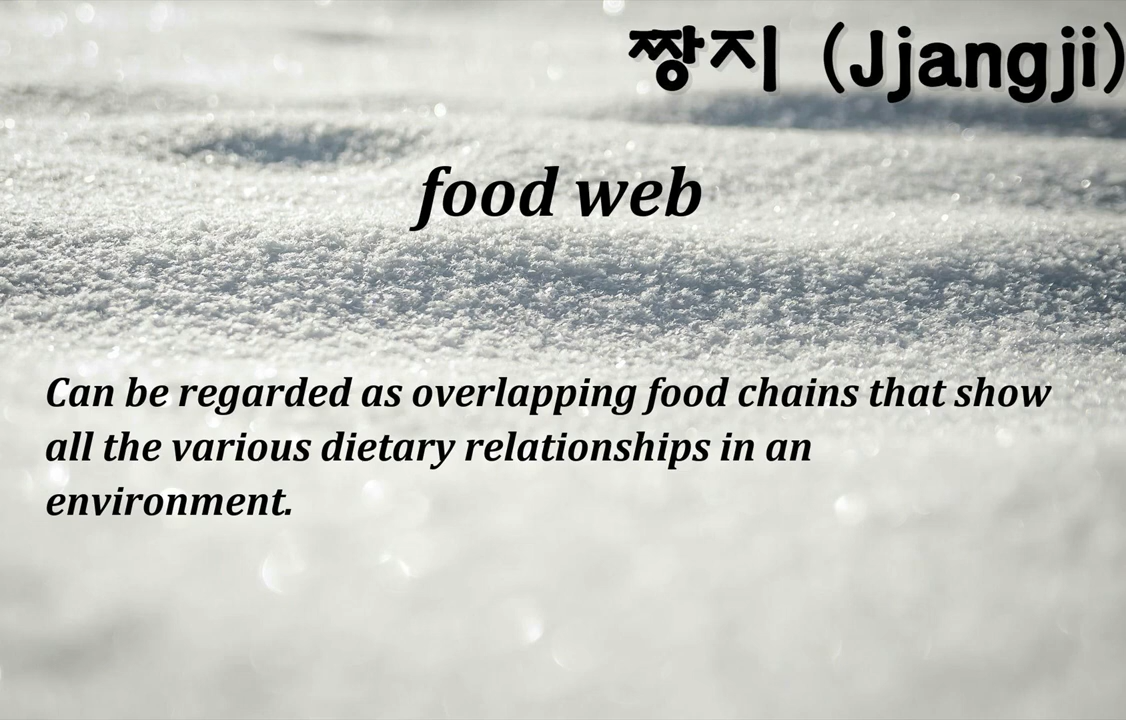 짱지 (Jjangji)
food web
Can be regarded as overlapping food chains that show
all the various dietary relationships in an
environment.